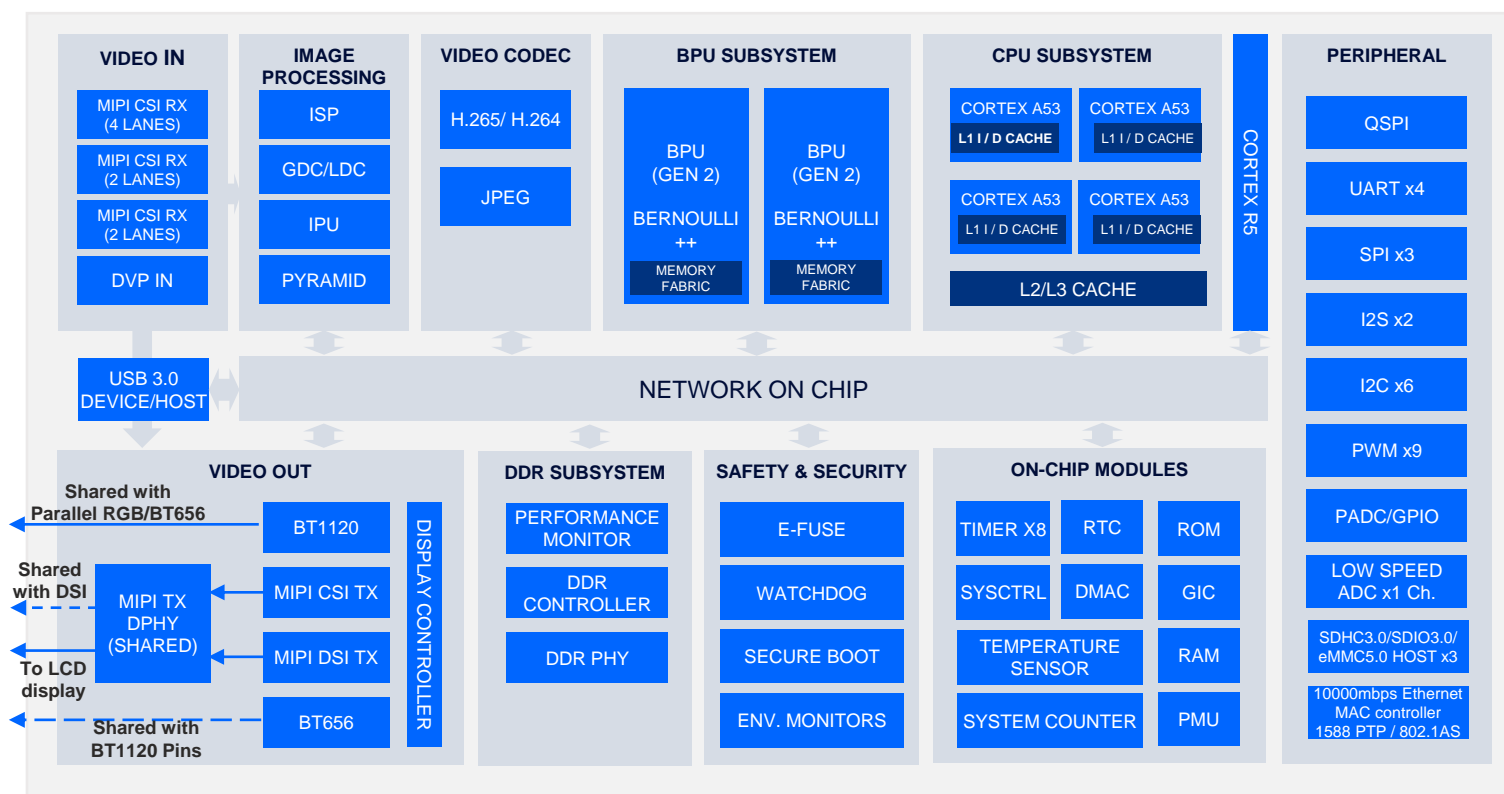 VIDEO IN
MIPI CSI RX
(4 LANES)
MIPI CSI RX
(2 LANES)
MIPI CSI RX
(2 LANES)
DVP IN
IMAGE
PROCESSING
ISP
GDC/LDC
IPU
PYRAMID
VIDEO CODEC
H.265/ H.264
JPEG
BPU SUBSYSTEM
BPU
(GEN 2)
BERNOULLI
++
MEMORY
FABRIC
BPU
(GEN 2)
BERNOULLI
++
MEMORY
FABRIC
CPU SUBSYSTEM
CORTEX A53
L1 I / D CACHE
CORTEX A53
L1 I / D CACHE
CORTEX A53
L1 I / D CACHE
CORTEX A53
L1 I / D CACHE
L2/L3 CACHE
CORTEX R5
PERIPHERAL
QSPI
UART x4
SPI x3
I2S x2
I2C x6
PWM x9
PADC/GPIO
LOW SPEED
ADC x1 Ch.
SDHC3.0/SDIO3.0/
eMMC5.0 HOST x3
10000mbps Ethernet
MAC controller
1588 PTP / 802.1AS
USB 3.0
DEVICE/HOST
NETWORK ON CHIP
VIDEO OUT
Shared with
Parallel RGB/BT656
BT1120
Shared
with DSI
MIPI TX
DPHY
(SHARED)
MIPI CSI TX
MIPI DSI TX
To LCD
display
BT656
Shared with
BT1120 Pins
DISPLAY CONTROLLER
DDR SUBSYSTEM
PERFORMANCE
MONITOR
DDR
CONTROLLER
DDR PHY
SAFETY & SECURITY
E-FUSE
WATCHDOG
SECURE BOOT
ENV. MONITORS
ON-CHIP MODULES
TIMER X8
RTC
ROM
SYSCTRL
DMAC
GIC
TEMPERATURE
SENSOR
RAM
SYSTEM COUNTER
PMU